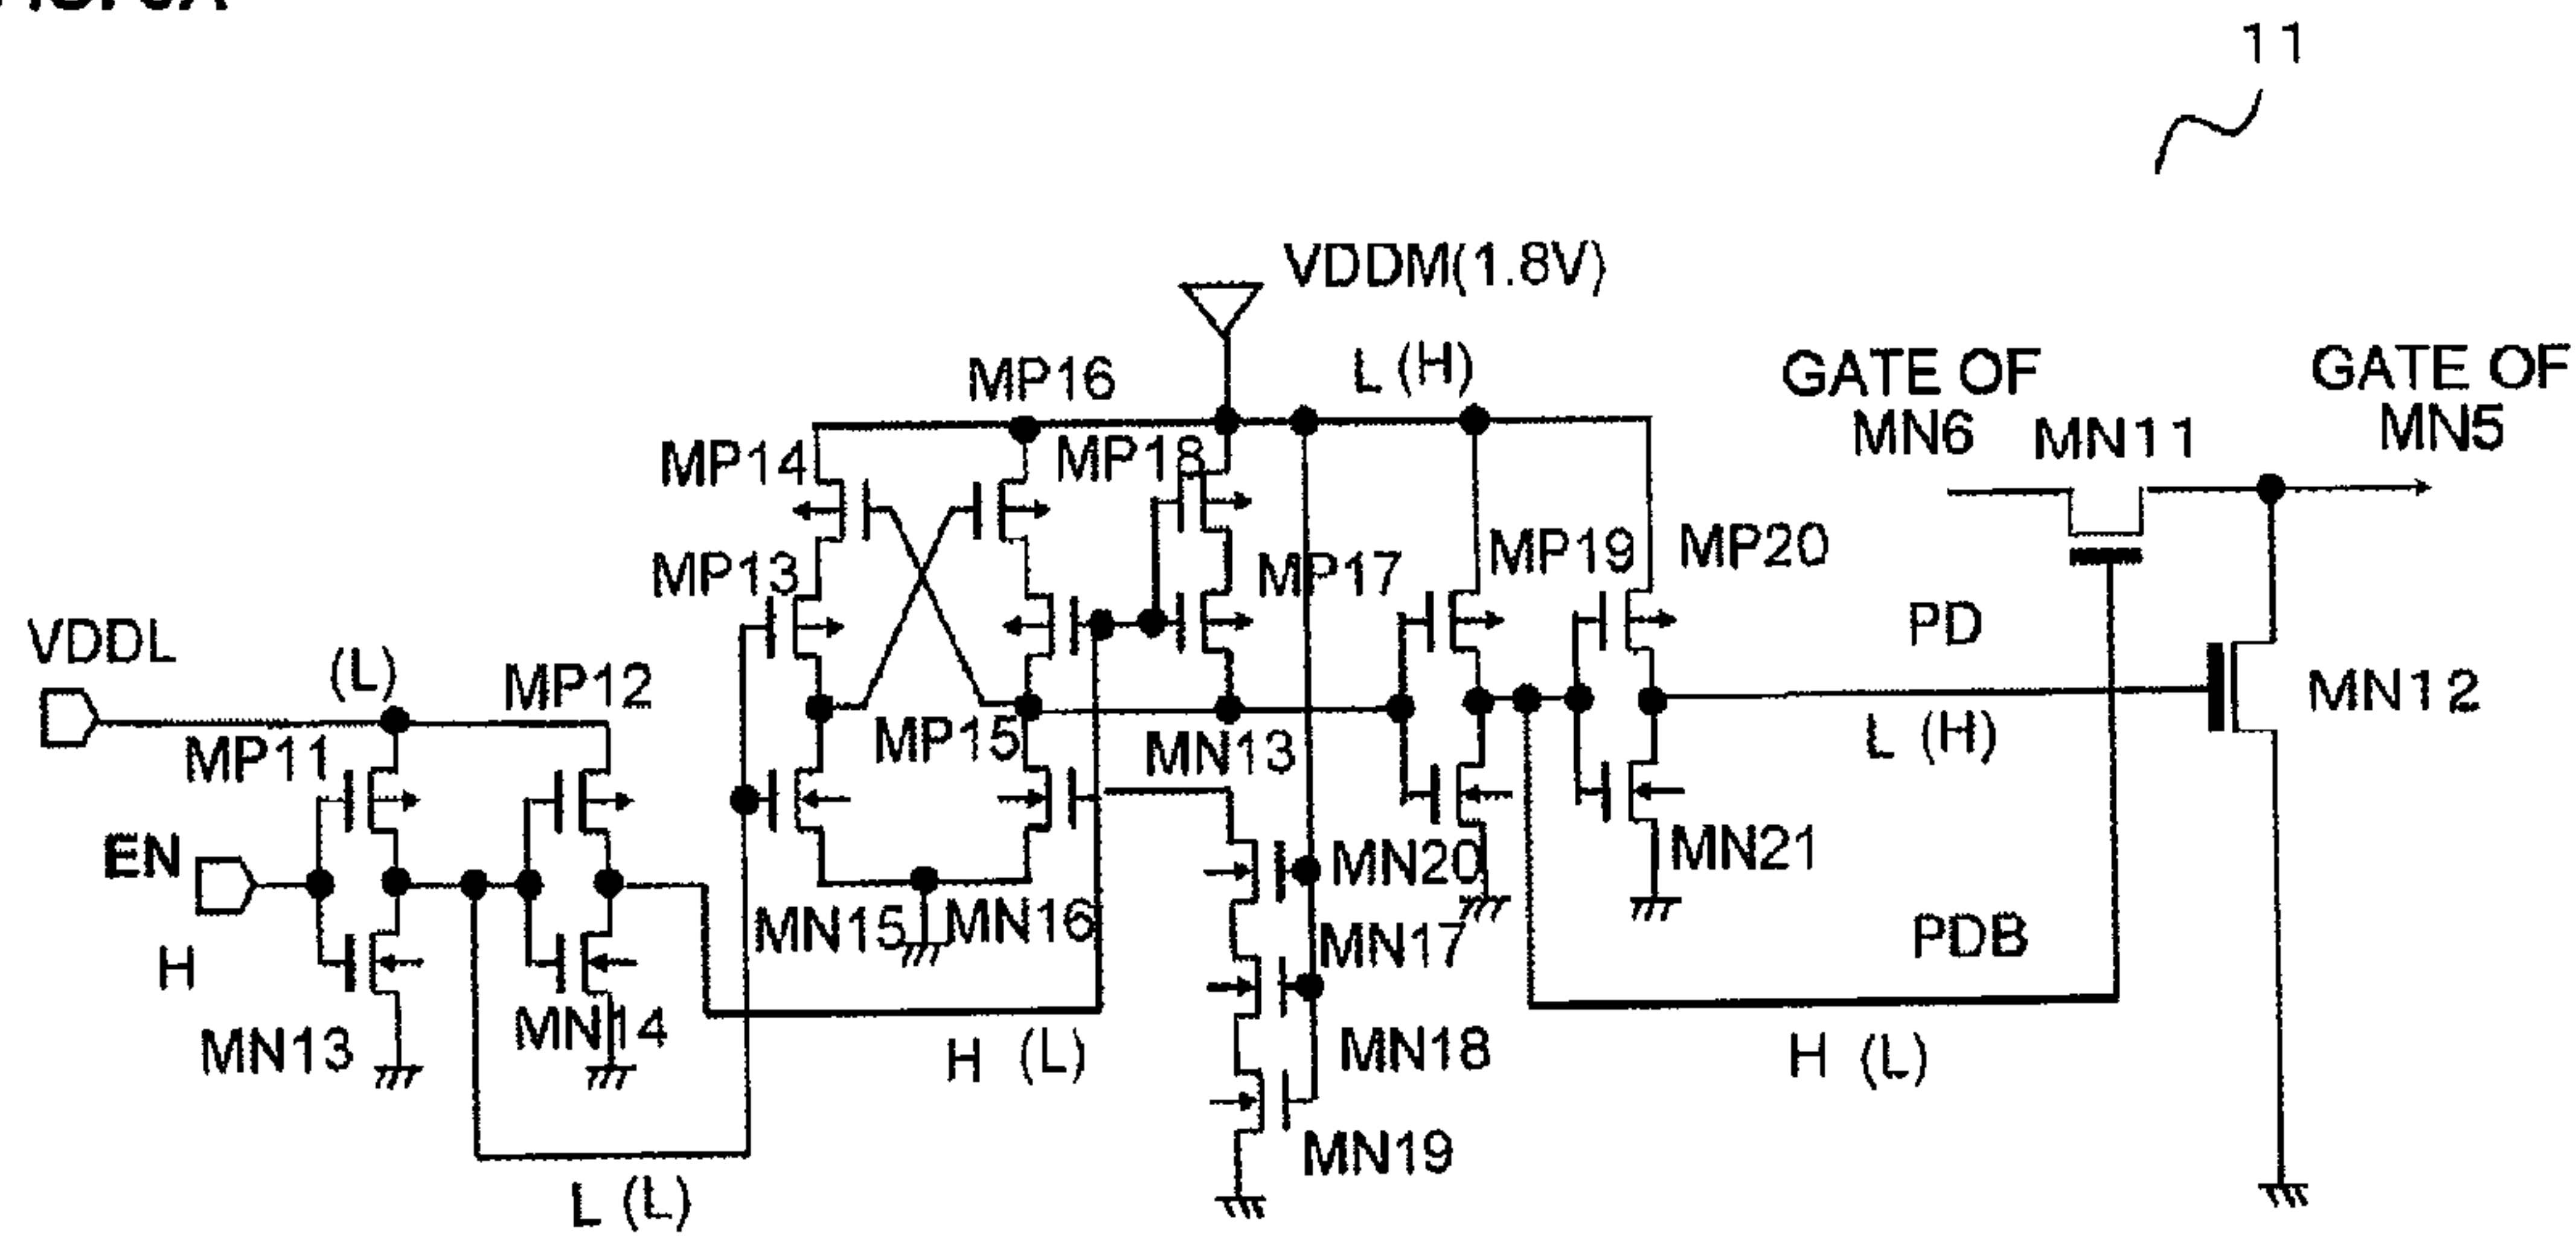 11
VDDM(1.8V)
MP16
L (H)
GATE OF
MN6
GATE OF
MN5
MN11
MP14
MP18
MP13
MP17
MP19
MP20
PD
VDDL
(L)
MP12
MN12
L (H)
MP15
MN13
MP11
EN
MN20
MN21
MN15
MN16
MN17
PDB
H
MN13
MN14
H (L)
MN18
H (L)
MN19
L (L)